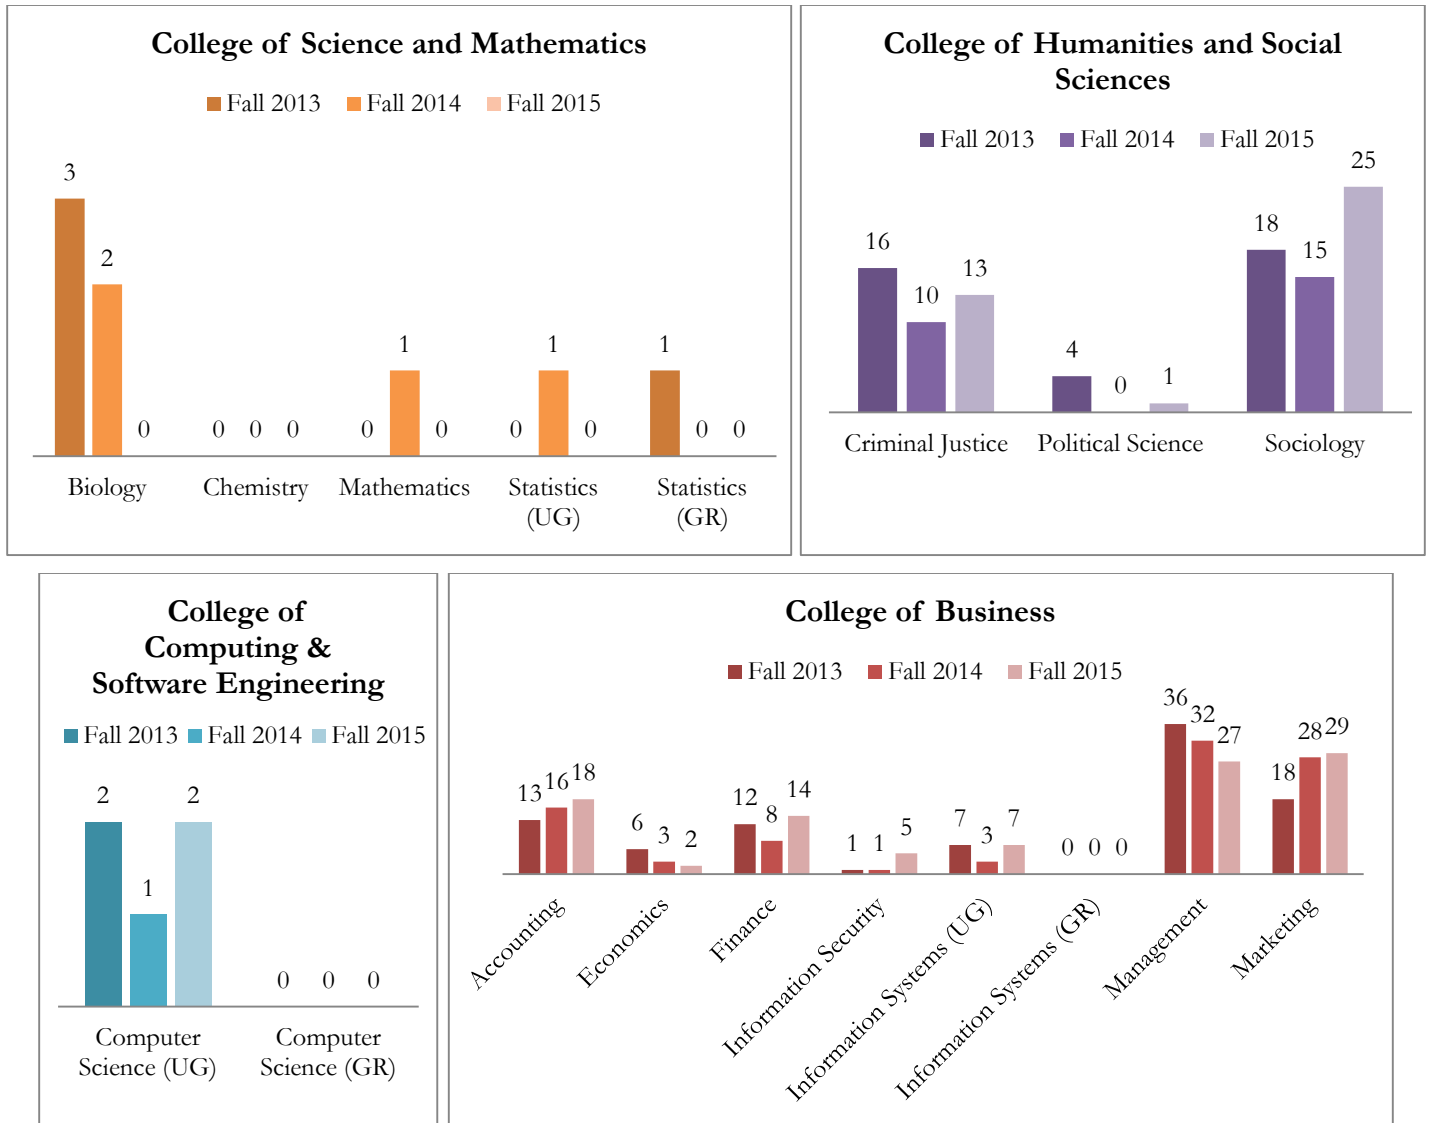 College of Science and Mathematics
Fall 2013 Fall 2014 Fall 2015
3
2
0
0 0 0
0 1 0
0 1 0
1 0 0
Biology Chemistry Mathematics Statistics (UG) Statistics (GR)
College of Humanities and Social
Sciences
Fall 2013 Fall 2014 Fall 2015
16 10 13
4 0 1
18 15 25
Criminal Justice Political Science Sociology
College of
Computing &
Software Engineering
Fall 2013 Fall 2014 Fall 2015
2 1 2
0 0 0
Computer
Science (UG)
Computer
Science (GR)
College of Business
Fall 2013 Fall 2014 Fall 2015
13 16 18
6 3 2
12 8 14
1 1 5
7 3 7
0 0 0
36 32 27
18 28 29
Accounting
Economics
Finance
Information Security
Information Systems (UG)
Information Systems (GR)
Management
Marketing